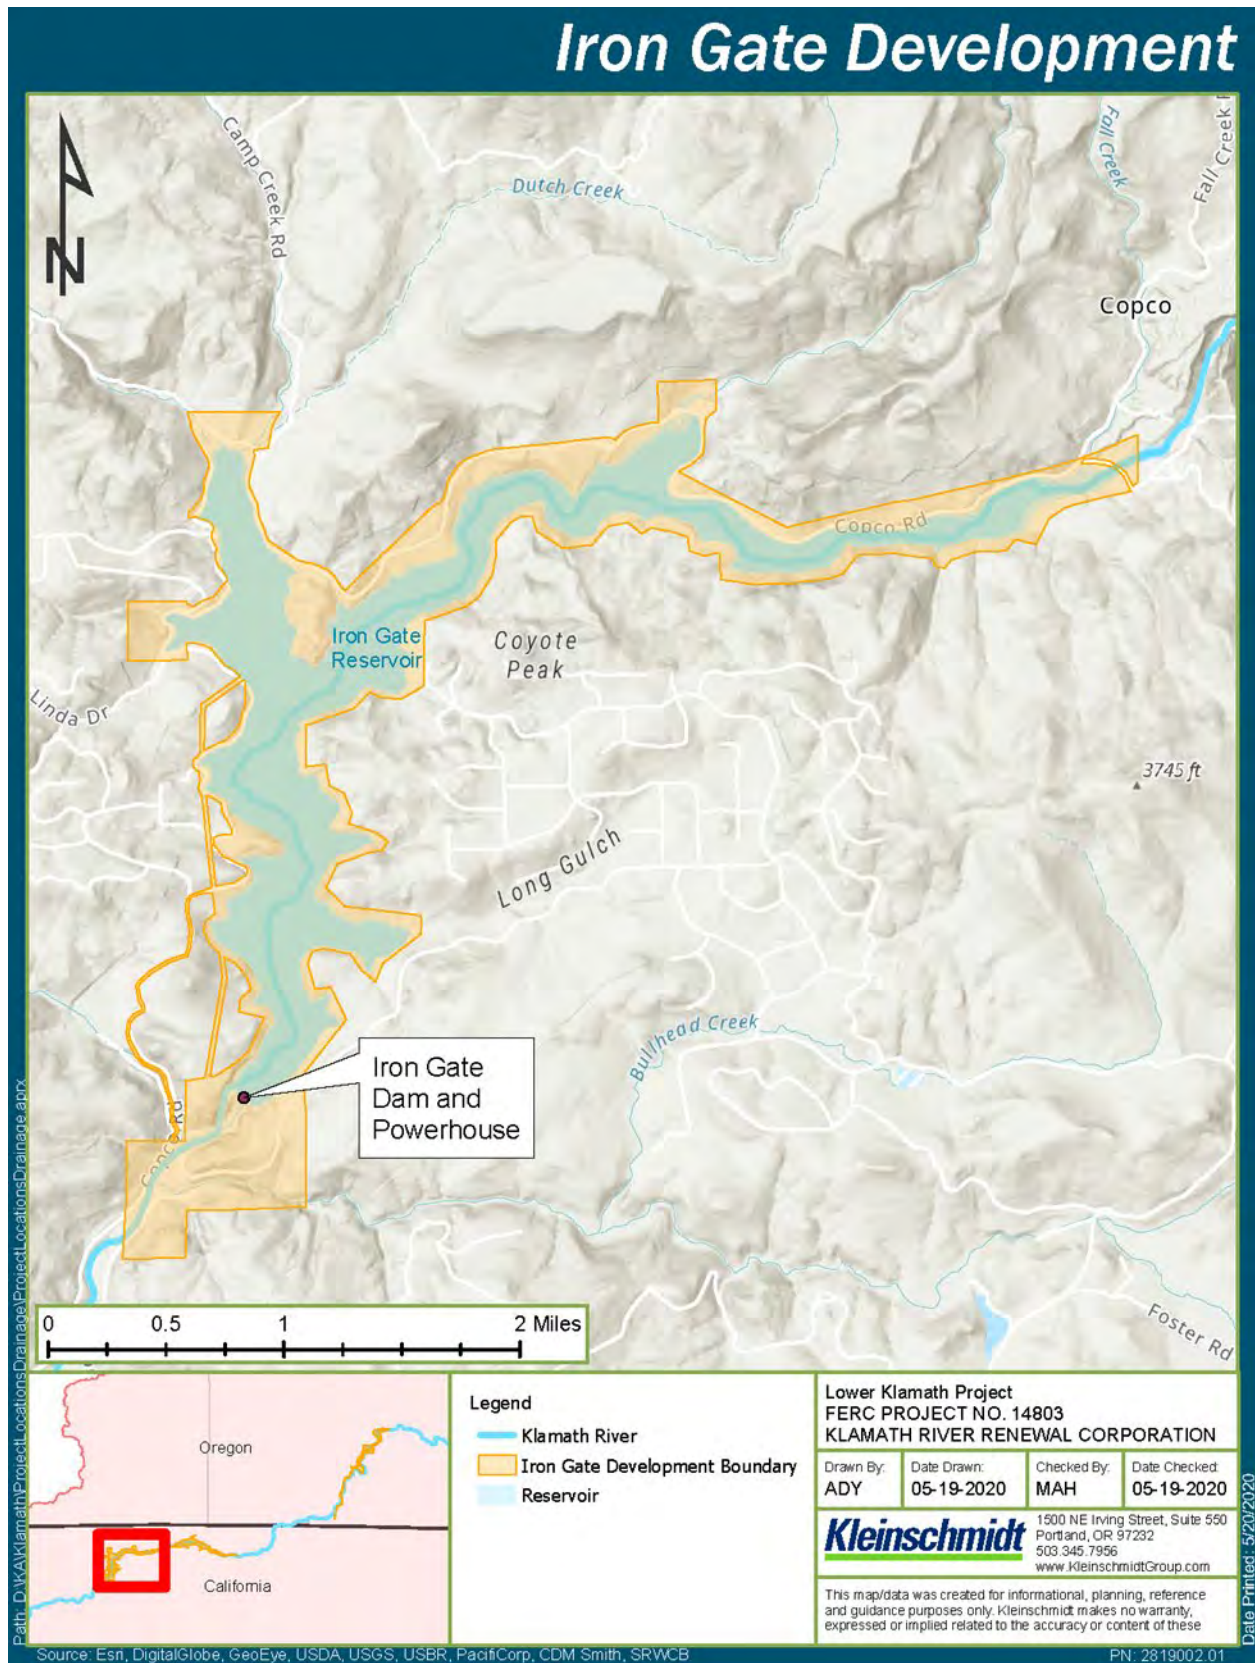 Iron Gate Development
Camp Creek Rd
Dutch Creek
Fall Creek
Fall Creek
N
Copco
Copco Rd
Iron Gate
Reservoir
Coyote
Peak
Linda Dr
3745 ft
Long Gulch
Bullhead Creek
Iron Gate
Dam and
Powerhouse
Copco Rd
Foster Rd
0 0.5 1 2 Miles
Oregon
California
Legend
Klamath River
Iron Gate Development Boundary
Reservoir
Lower Klamath Project
FERC PROJECT NO. 14803
KLAMATH RIVER RENEWAL CORPORATION
Drawn By: Date Drawn: Checked By: Date Checked:
ADY 05-19-2020 MAH 05-19-2020
Kleinschmidt
1500 NE Irving Street, Suite 550
Portland, OR 97232
503.345.7956
www.KleinschmidtGroup.com
This map/data was created for informational, planning, reference
and guidance purposes only. Kleinschmidt makes no warranty,
expressed or implied related to the accuracy or content of these
Path: D:\KA\Klamath\ProjectLocationsDrainage\ProjectLocationsDrainage.aprx
Date Printed: 5/20/2020
Source: Esri, DigitalGlobe, GeoEye, USDA, USGS, USBR, PacifiCorp, CDM Smith, SRWCB
PN: 2819002.01